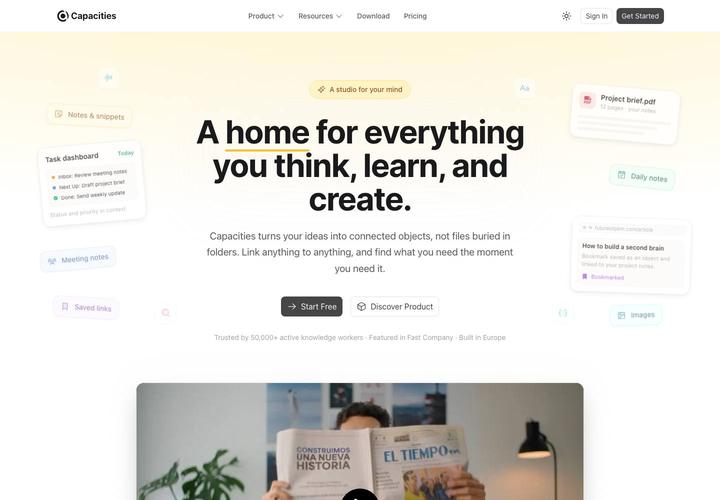 Capacities
Product
Resources
Download
Pricing
Sign In
Get Started
A studio for your mind
Aa
Notes & snippets
Project brief.pdf
12 pages · your notes
A home for everything
you think, learn, and
create.
Task dashboard
Today
Inbox: Review meeting notes
Next Up: Draft project brief
Done: Send weekly update
Status and priority in context
Daily notes
Capacities turns your ideas into connected objects, not files buried in
folders. Link anything to anything, and find what you need the moment
you need it.
How to build a second brain
Bookmark saved as an object and
linked to your project notes.
Bookmarked
Meeting notes
Saved links
Start Free
Discover Product
{}
Images
Trusted by 50,000+ active knowledge workers · Featured in Fast Company · Built in Europe
CONSTRUIMOS
UNA NUEVA
HISTORIA
EL TIEMPO